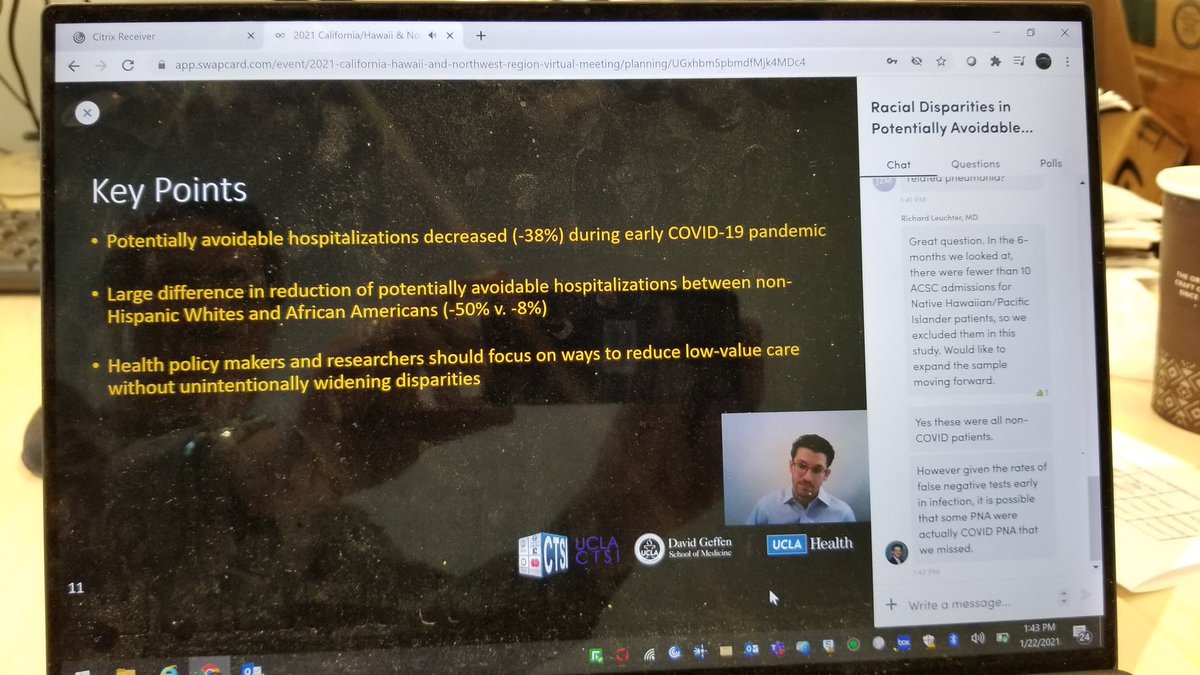 Citrix Receiver
2021 California/Hawaii & No
app.swapcard.com/event/2021-california-hawaii-and-northwest-region-virtual-meeting/planning/UGxhbm5pbmdfMjk4MDc4
Key Points
• Potentially avoidable hospitalizations decreased (-38%) during early COVID-19 pandemic
• Large difference in reduction of potentially avoidable hospitalizations between non-
Hispanic Whites and African Americans (-50% v. -8%)
• Health policy makers and researchers should focus on ways to reduce low-value care
without unintentionally widening disparities
CTSI
UCLA
CTSI
UCLA
David Geffen
School of Medicine
UCLA Health
11
Racial Disparities in
Potentially Avoidable...
Chat Questions Polls
related pneumonia?
1:41 PM
Richard Leuchter, MD
Great question. In the 6-
months we looked at,
there were fewer than 10
ACSC admissions for
Native Hawaiian/Pacific
Islander patients, so we
excluded them in this
study. Would like to
expand the sample
moving forward.
1
Yes these were all non-
COVID patients.
However given the rates of
false negative tests early
in infection, it is possible
that some PNA were
actually COVID PNA that
we missed.
1:42 PM
Write a message...
box
1:43 PM
1/22/2021
24